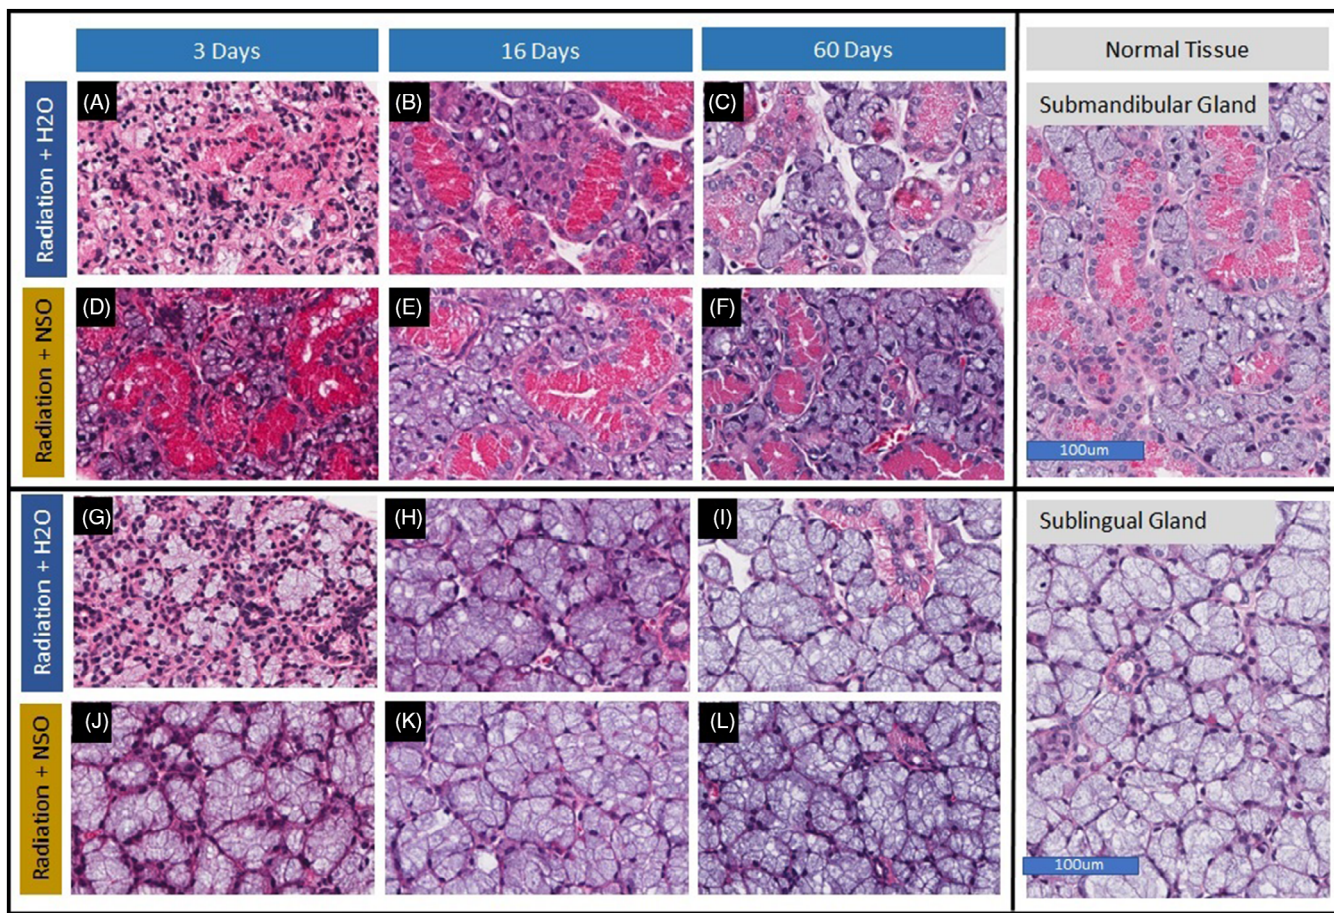 3 Days
16 Days
60 Days
Normal Tissue
Radiation + H2O
(A)
(B)
(C)
Submandibular Gland
Radiation + NSO
(D)
(E)
(F)
100um
Radiation + H2O
(G)
(H)
(I)
Sublingual Gland
Radiation + NSO
(J)
(K)
(L)
100um